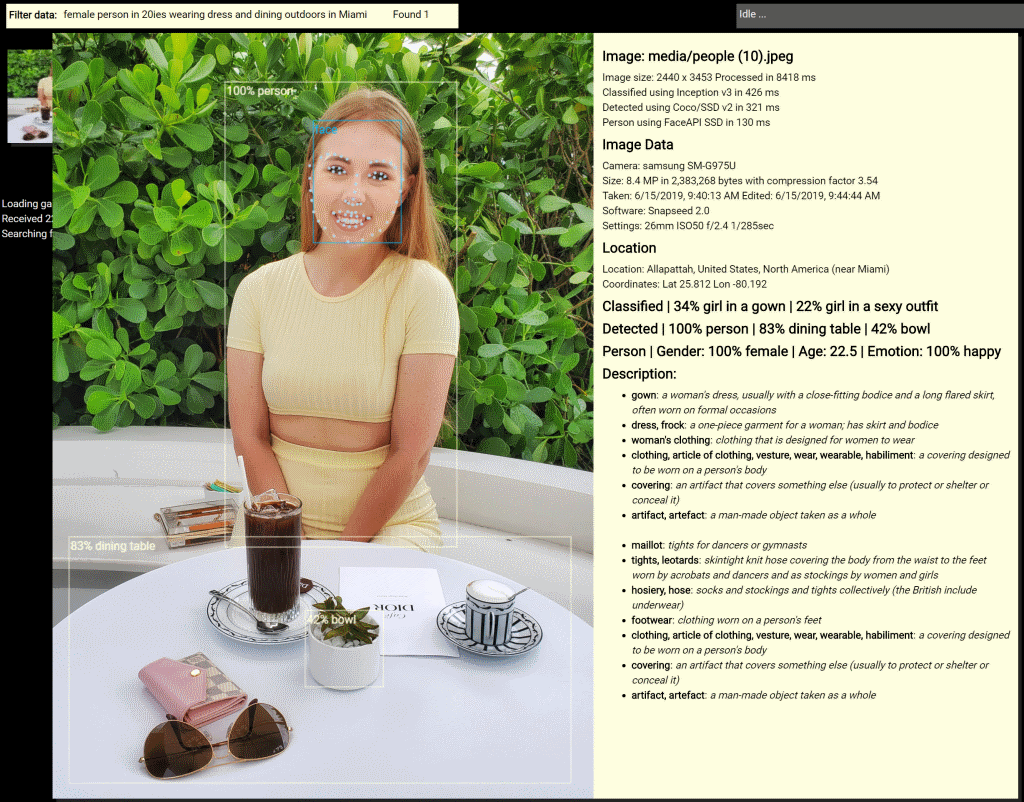 Filter data: female person in 20ies wearing dress and dining outdoors in Miami Found 1
Idle ...
Loading ga
Received 2
Searching f
100% person
face
83% dining table
42% bowl
Café
DIOR
Image: media/people (10).jpeg
Image size: 2440 x 3453 Processed in 8418 ms
Classified using Inception v3 in 426 ms
Detected using Coco/SSD v2 in 321 ms
Person using FaceAPI SSD in 130 ms
Image Data
Camera: samsung SM-G975U
Size: 8.4 MP in 2,383,268 bytes with compression factor 3.54
Taken: 6/15/2019, 9:40:13 AM Edited: 6/15/2019, 9:44:44 AM
Software: Snapseed 2.0
Settings: 26mm ISO50 f/2.4 1/285sec
Location
Location: Allapattah, United States, North America (near Miami)
Coordinates: Lat 25.812 Lon -80.192
Classified | 34% girl in a gown | 22% girl in a sexy outfit
Detected | 100% person | 83% dining table | 42% bowl
Person | Gender: 100% female | Age: 22.5 | Emotion: 100% happy
Description:
• gown: a woman's dress, usually with a close-fitting bodice and a long flared skirt,
often worn on formal occasions
• dress, frock: a one-piece garment for a woman; has skirt and bodice
• woman's clothing: clothing that is designed for women to wear
• clothing, article of clothing, vesture, wear, wearable, habiliment: a covering designed
to be worn on a person's body
• covering: an artifact that covers something else (usually to protect or shelter or
conceal it)
• artifact, artefact: a man-made object taken as a whole
• maillot: tights for dancers or gymnasts
• tights, leotards: skintight knit hose covering the body from the waist to the feet
worn by acrobats and dancers and as stockings by women and girls
• hosiery, hose: socks and stockings and tights collectively (the British include
underwear)
• footwear: clothing worn on a person's feet
• clothing, article of clothing, vesture, wear, wearable, habiliment: a covering designed
to be worn on a person's body
• covering: an artifact that covers something else (usually to protect or shelter or
conceal it)
• artifact, artefact: a man-made object taken as a whole